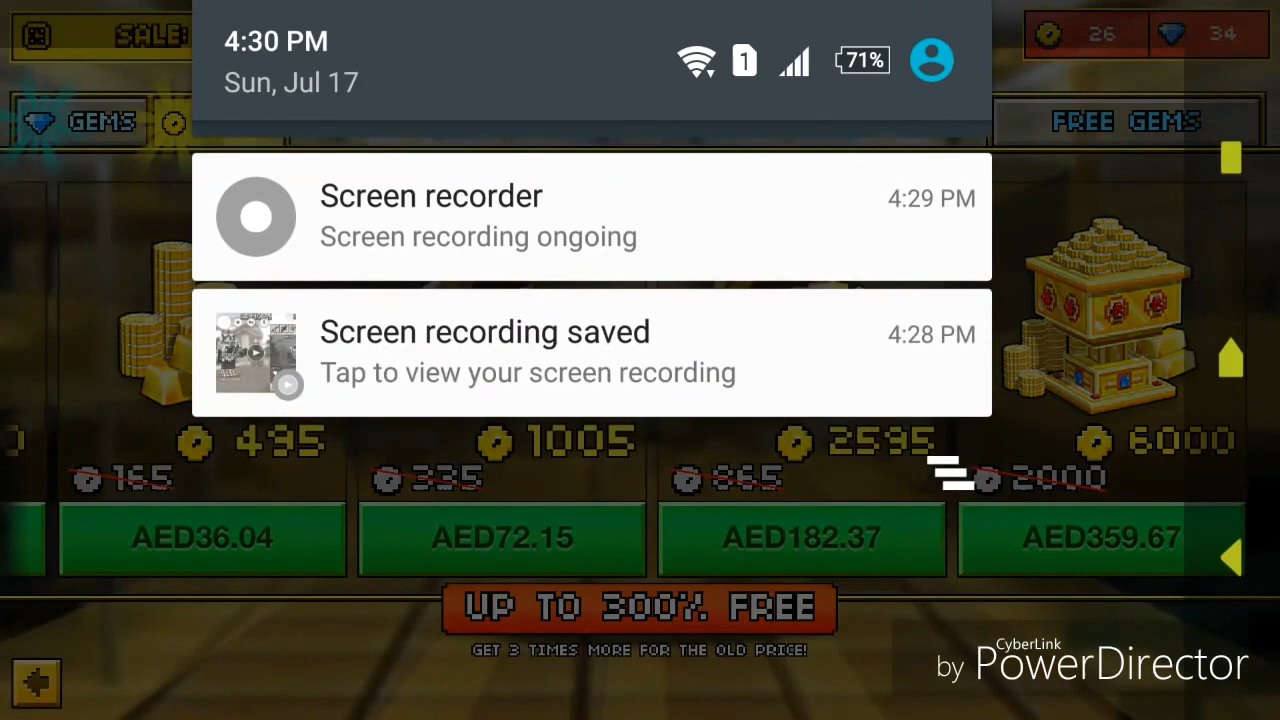 SALE:
4:30 PM
Sun, Jul 17
1
71%
26
34
GEMS
FREE GEMS
Screen recorder
4:29 PM
Screen recording ongoing
Screen recording saved
4:28 PM
Tap to view your screen recording
495
1005
2595
6000
165
335
865
2000
AED36.04
AED72.15
AED182.37
AED359.67
UP TO 300% FREE
GET 3 TIMES MORE FOR THE OLD PRICE!
CyberLink
by PowerDirector